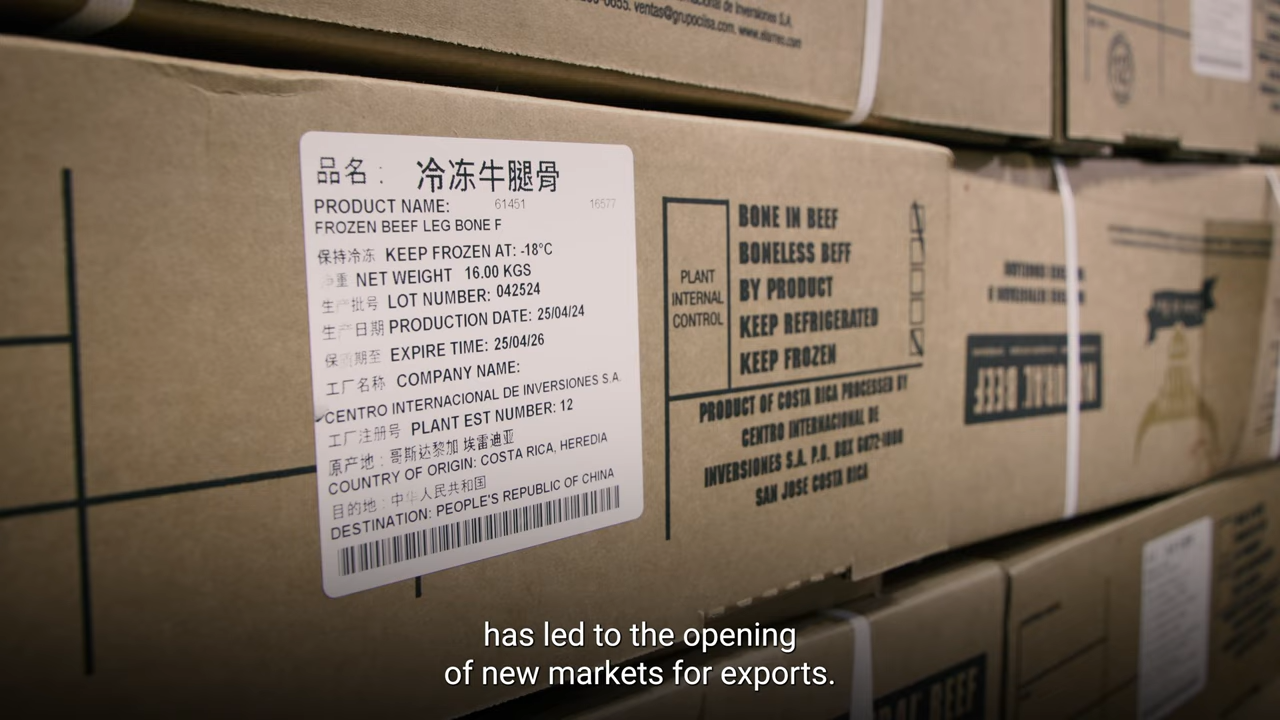 ventas@grupociisa.com, www.elarreo.com
品名: 冷冻牛腿骨
PRODUCT NAME: 61451 16577
FROZEN BEEF LEG BONE F
保持冷冻 KEEP FROZEN AT: -18°C
重 NET WEIGHT 16.00 KGS
生产批号 LOT NUMBER: 042524
生产日期 PRODUCTION DATE: 25/04/24
保 期至 EXPIRE TIME: 25/04/26
工厂名称 COMPANY NAME:
CENTRO INTERNACIONAL DE INVERSIONES S.A.
工厂注册号 PLANT EST NUMBER: 12
原产地: 哥斯达黎加 埃雷迪亚
COUNTRY OF ORIGIN: COSTA RICA, HEREDIA
目的地: 中华人民共和国
DESTINATION: PEOPLE'S REPUBLIC OF CHINA
PLANT
INTERNAL
CONTROL
BONE IN BEEF
BONELESS BEFF
BY PRODUCT
KEEP REFRIGERATED
KEEP FROZEN
PRODUCT OF COSTA RICA PROCESSED BY
CENTRO INTERNACIONAL DE
INVERSIONES S.A. P.O. BOX 6872-1000
SAN JOSE COSTA RICA
BEEF
has led to the opening
of new markets for exports.